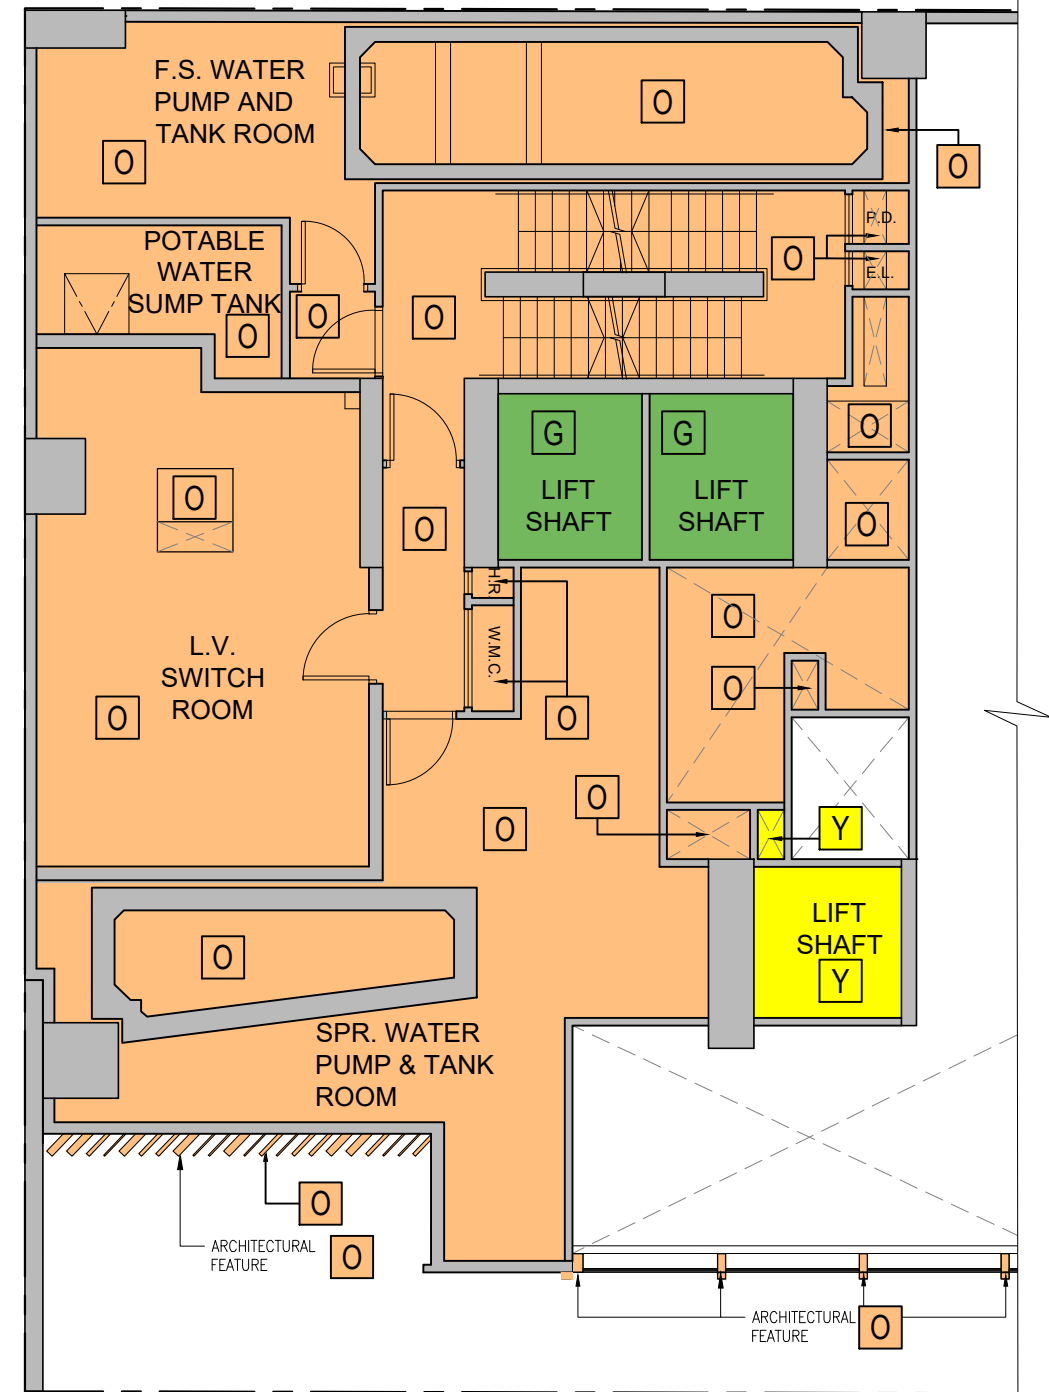 F.S. WATER
PUMP AND
TANK ROOM
O
O
O
POTABLE
WATER
SUMP TANK
O
O
O
O
P.D.
E.L.
O
G
G
LIFT
SHAFT
LIFT
SHAFT
O
O
O
O
H.R.
W.M.C.
O
L.V.
SWITCH
ROOM
O
O
O
O
O
Y
LIFT
SHAFT
Y
O
SPR. WATER
PUMP & TANK
ROOM
O
ARCHITECTURAL
FEATURE
O
ARCHITECTURAL
FEATURE
O